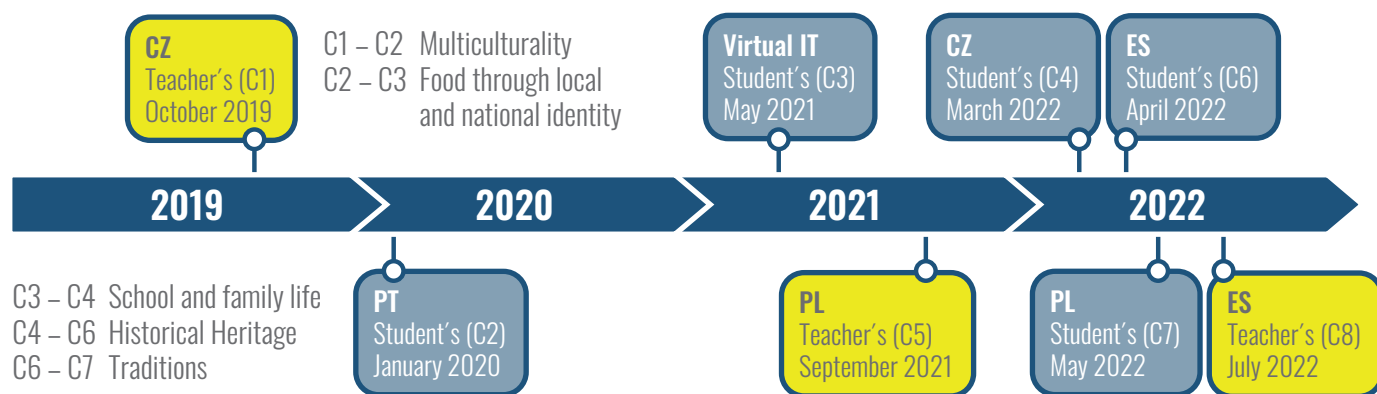 CZ
Teacher´s (C1)
October 2019
C1 – C2 Multiculturality
C2 – C3 Food through local
and national identity
Virtual IT
Student´s (C3)
May 2021
CZ
Student´s (C4)
March 2022
ES
Student´s (C6)
April 2022
2019
2020
2021
2022
C3 – C4 School and family life
C4 – C6 Historical Heritage
C6 – C7 Traditions
PT
Student´s (C2)
January 2020
PL
Teacher´s (C5)
September 2021
PL
Student´s (C7)
May 2022
ES
Teacher´s (C8)
July 2022